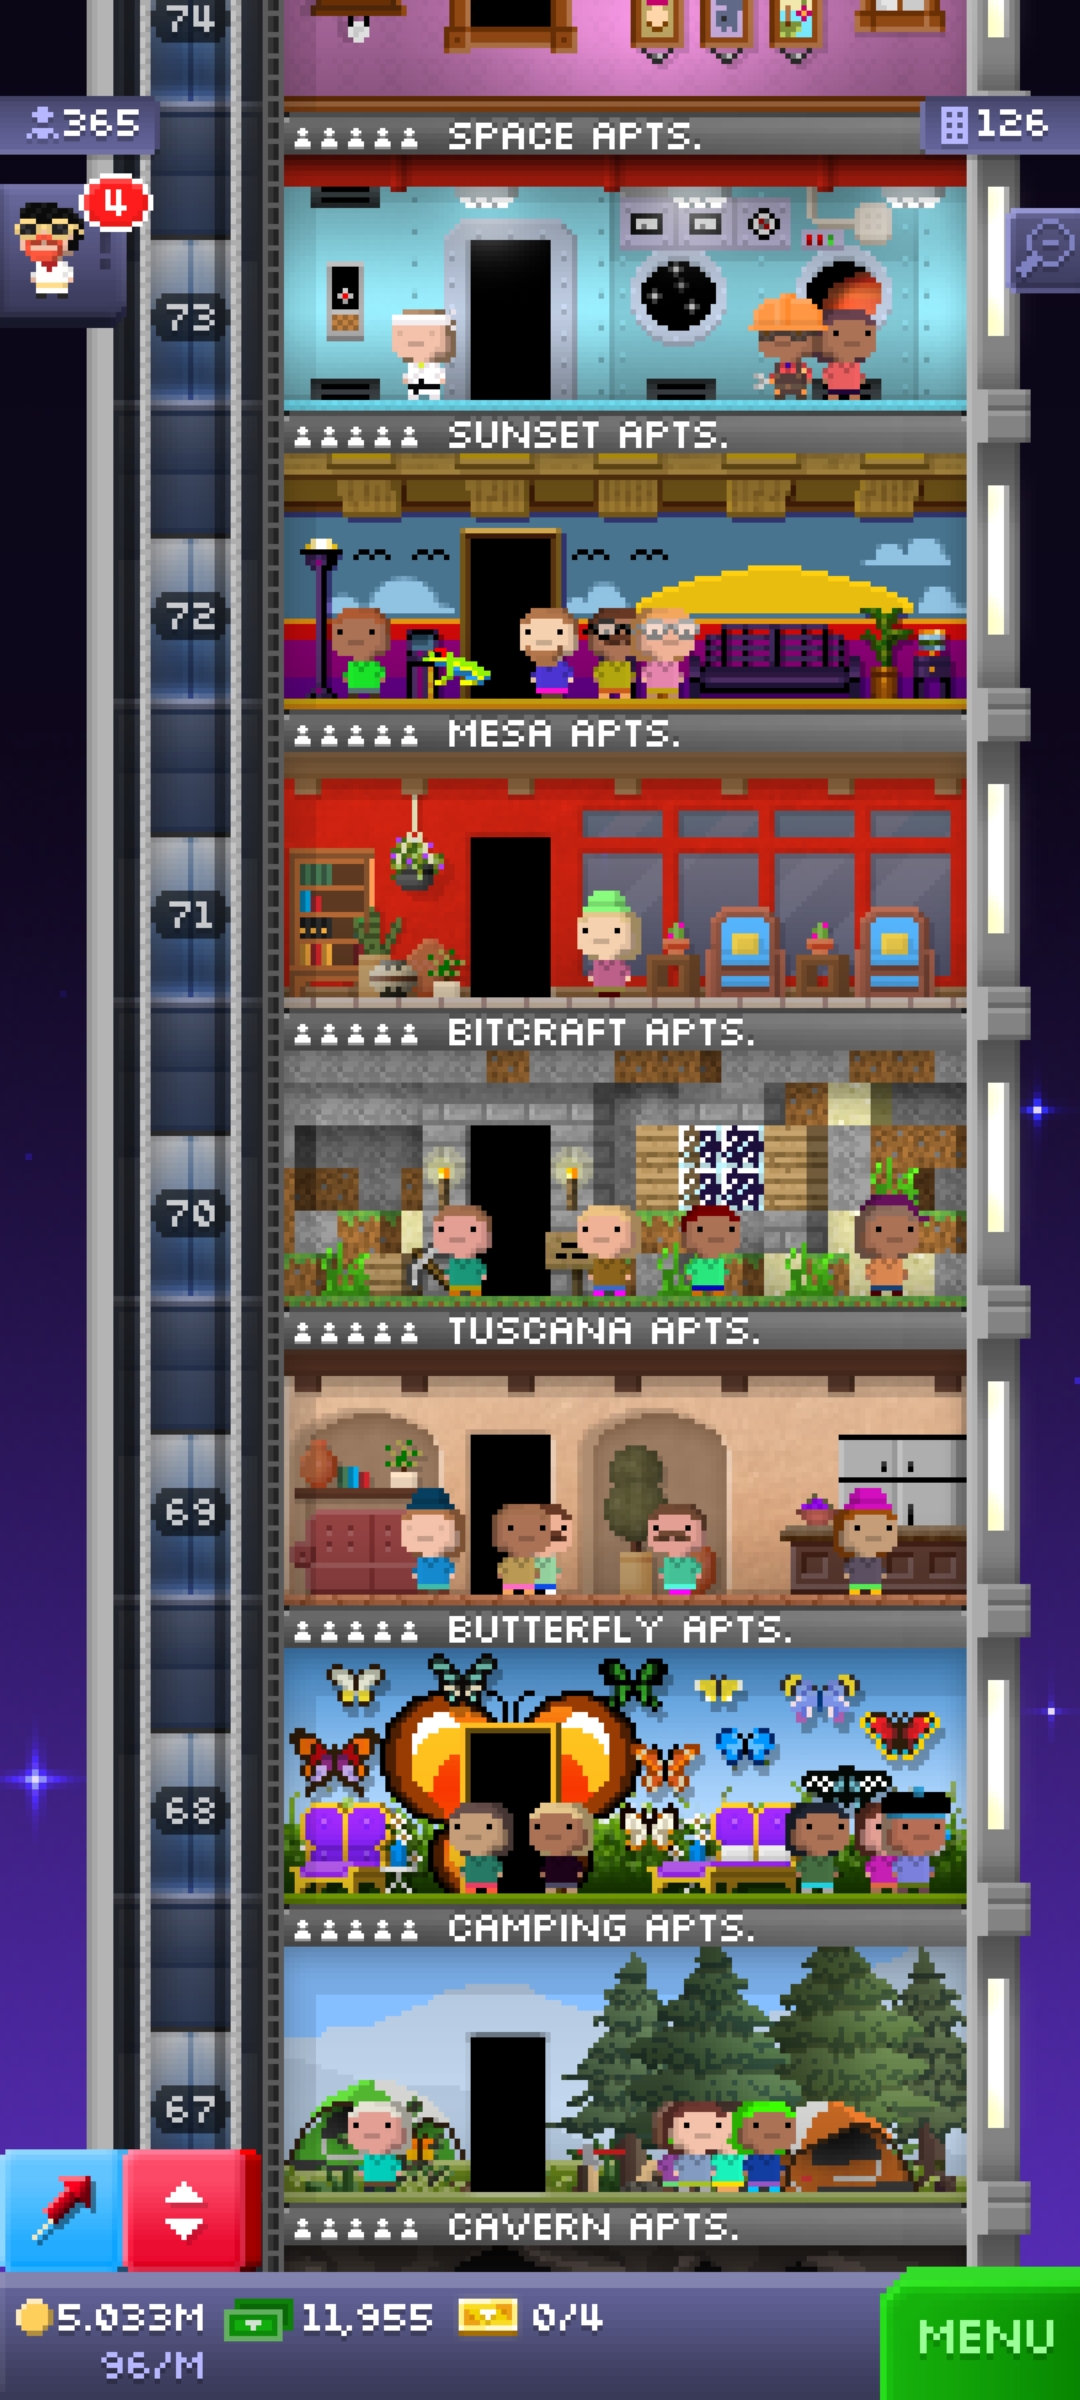 74
365
SPACE APTS.
126
4
73
SUNSET APTS.
72
MESA APTS.
71
BITCRAFT APTS.
70
TUSCANA APTS.
69
BUTTERFLY APTS.
68
CAMPING APTS.
67
CAVERN APTS.
5.033M 11,955 0/4
96/M
MENU